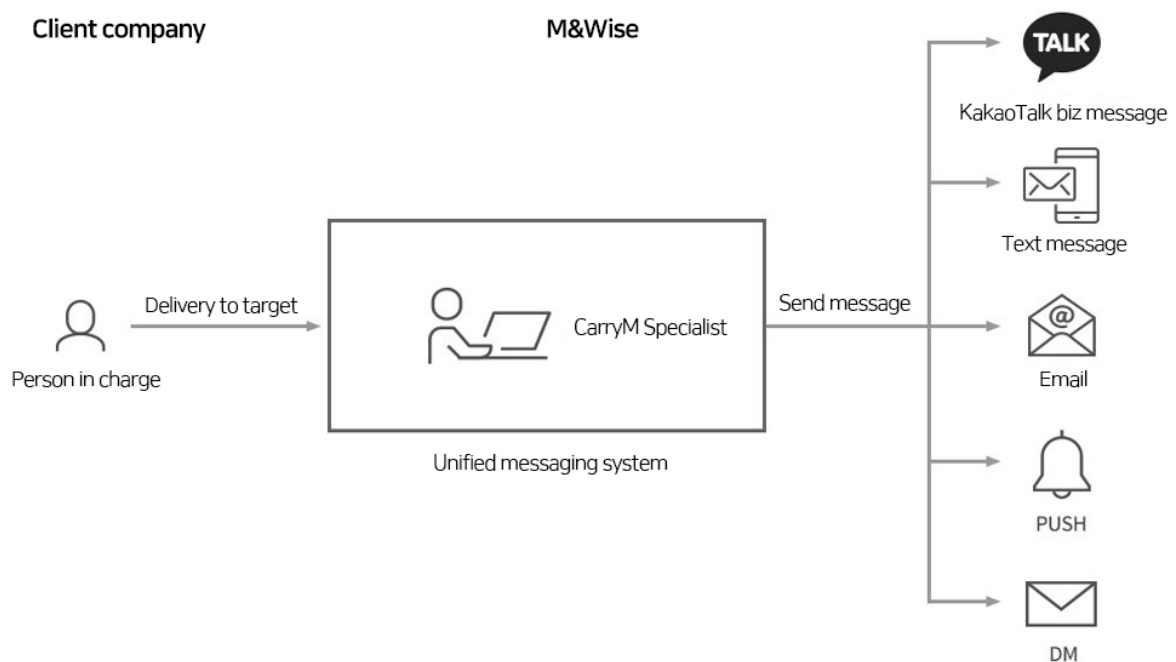 Client company
M&Wise
TALK
KakaoTalk biz message
Text message
Delivery to target
Send message
@
CarryM Specialist
Person in charge
Email
Unified messaging system
PUSH
DM